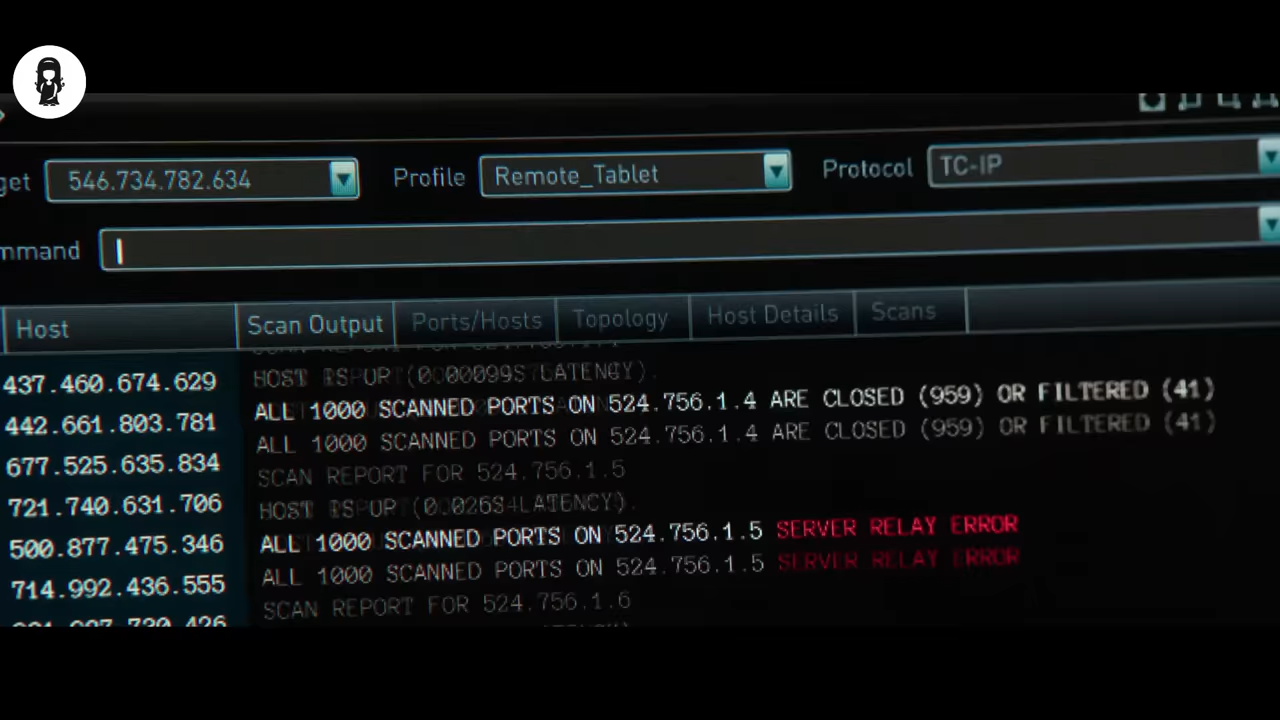 get 546.734.782.634 Profile Remote_Tablet Protocol TC-IP
mmand
Host Scan Output Ports/Hosts Topology Host Details Scans
437.460.674.629
442.661.803.781
677.525.635.834
721.740.631.706
500.877.475.346
714.992.436.555
ALL 1000 SCANNED PORTS ON 524.756.1.4 ARE CLOSED (959) OR FILTERED (41)
ALL 1000 SCANNED PORTS ON 524.756.1.4 ARE CLOSED (959) OR FILTERED (41)
SCAN REPORT FOR 524.756.1.5
ALL 1000 SCANNED PORTS ON 524.756.1.5 SERVER RELAY ERROR
ALL 1000 SCANNED PORTS ON 524.756.1.5 SERVER RELAY ERROR
SCAN REPORT FOR 524.756.1.6